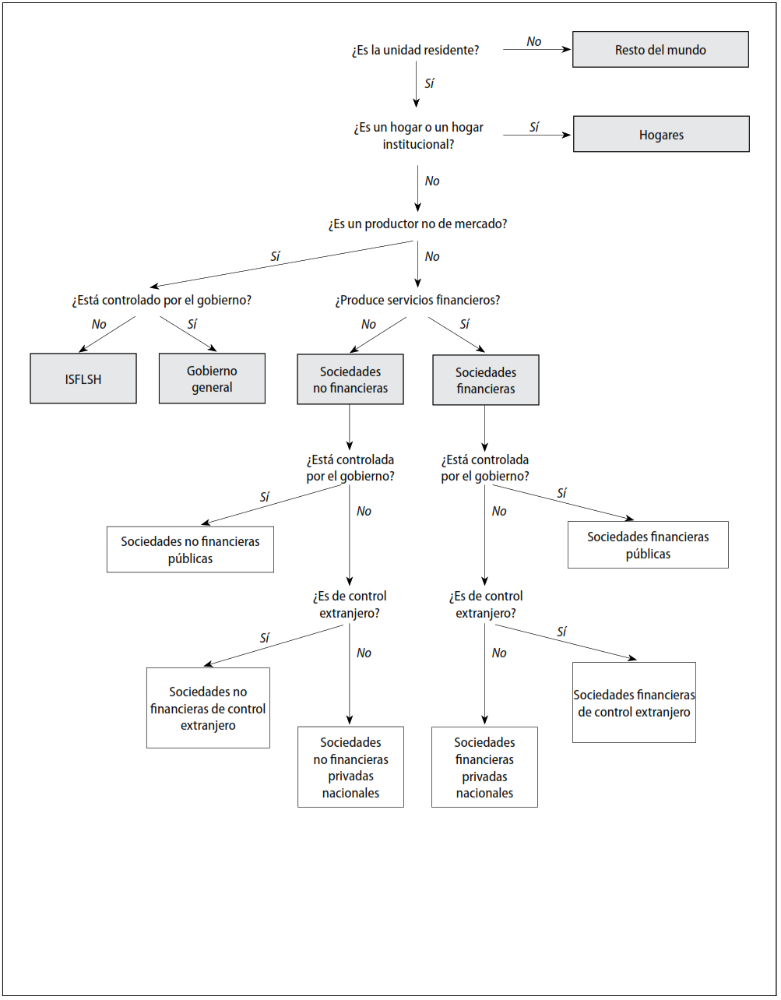 ¿Es la unidad residente?
No
Resto del mundo
Sí
¿Es un hogar o un hogar
institucional?
Sí
Hogares
No
¿Es un productor no de mercado?
Sí
No
¿Está controlado por el gobierno?
¿Produce servicios financieros?
No
Sí
No
Sí
ISFLSH
Gobierno
general
Sociedades
no financieras
Sociedades
financieras
¿Está controlada
por el gobierno?
¿Está controlada
por el gobierno?
Sí
No
No
Sí
Sociedades no financieras
públicas
Sociedades financieras
públicas
¿Es de control
extranjero?
¿Es de control
extranjero?
Sí
No
No
Sí
Sociedades no
financieras de control
extranjero
Sociedades financieras
de control extranjero
Sociedades
no financieras
privadas
nacionales
Sociedades
financieras
privadas
nacionales